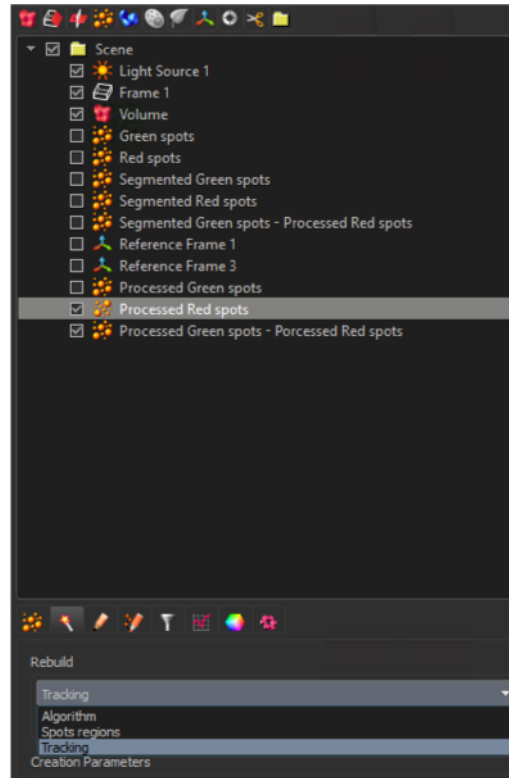 Scene
Light Source 1
Frame 1
Volume
Green spots
Red spots
Segmented Green spots
Segmented Red spots
Segmented Green spots - Processed Red spots
Reference Frame 1
Reference Frame 3
Processed Green spots
Processed Red spots
Processed Green spots - Porcessed Red spots
Rebuild
Tracking
Algorithm
Spots regions
Tracking
Creation Parameters